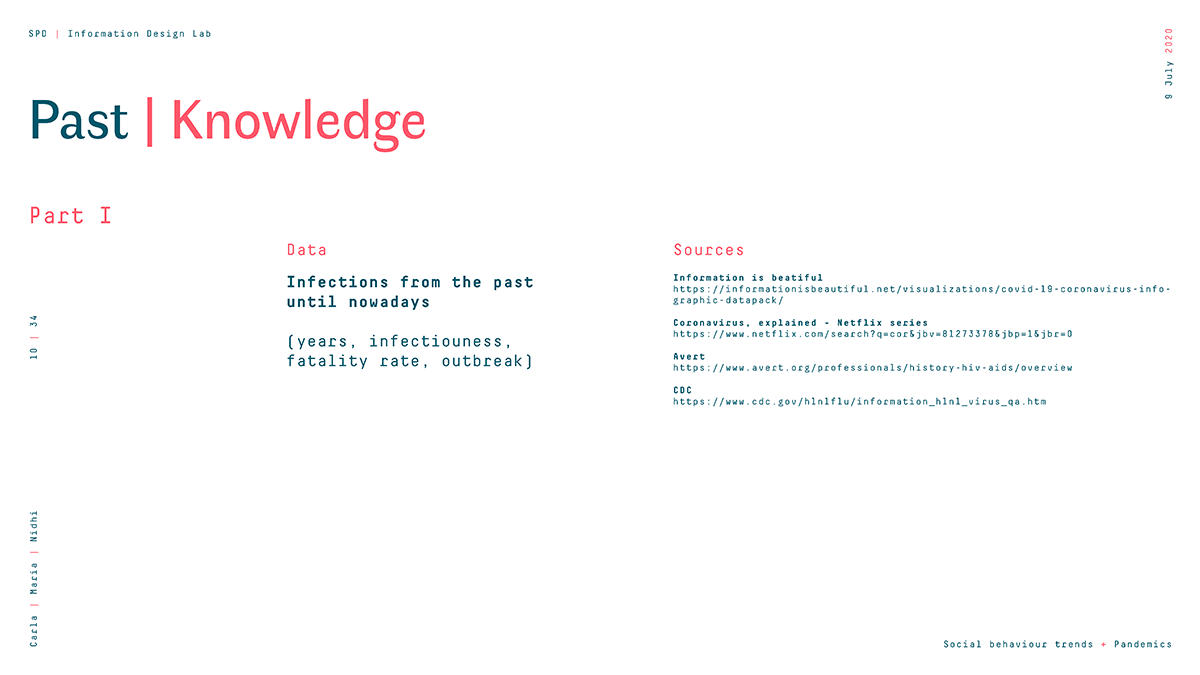 SPD | Information Design Lab
9 July 2020
Past | Knowledge
Part I
Data
Infections from the past
until nowadays
(years, infectiouness,
fatality rate, outbreak)
Sources
Information is beatiful
https://informationisbeautiful.net/visualizations/covid-19-coronavirus-info-
graphic-datapack/
Coronavirus, explained - Netflix series
https://www.netflix.com/search?q=cor&jbv=81273378&jbp=1&jbr=0
Avert
https://www.avert.org/professionals/history-hiv-aids/overview
CDC
https://www.cdc.gov/h1n1flu/information_h1n1_virus_qa.htm
10 | 34
Carla | Maria | Nidhi
Social behaviour trends + Pandemics